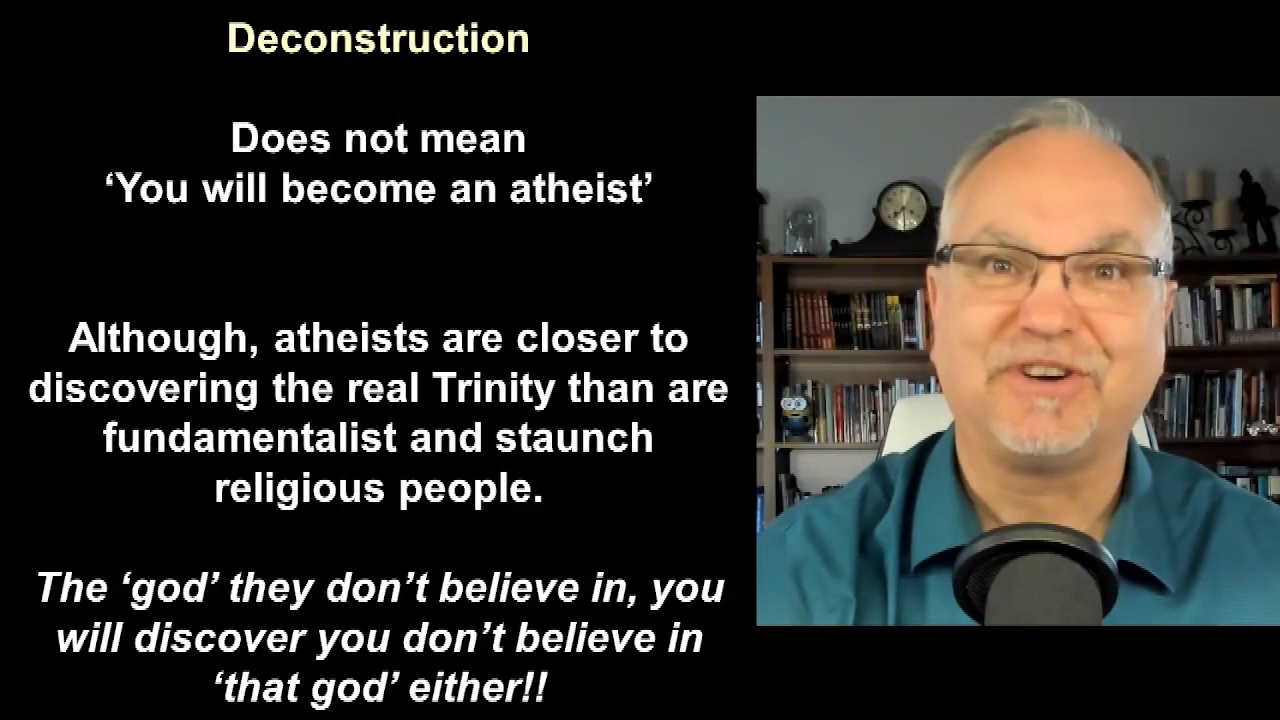 Deconstruction
Does not mean
‘You will become an atheist’
Although, atheists are closer to
discovering the real Trinity than are
fundamentalist and staunch
religious people.
The ‘god’ they don’t believe in, you
will discover you don’t believe in
‘that god’ either!!